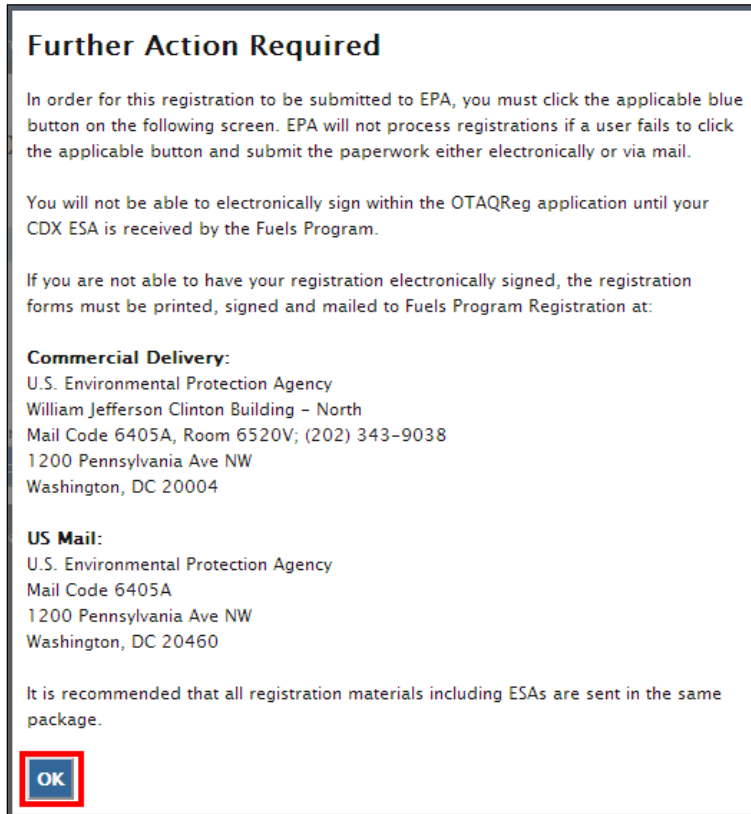 Further Action Required
In order for this registration to be submitted to EPA, you must click the applicable blue
button on the following screen. EPA will not process registrations if a user fails to click
the applicable button and submit the paperwork either electronically or via mail.
You will not be able to electronically sign within the OTAQReg application until your
CDX ESA is received by the Fuels Program.
If you are not able to have your registration electronically signed, the registration
forms must be printed, signed and mailed to Fuels Program Registration at:
Commercial Delivery:
U.S. Environmental Protection Agency
William Jefferson Clinton Building – North
Mail Code 6405A, Room 6520V; (202) 343–9038
1200 Pennsylvania Ave NW
Washington, DC 20004
US Mail:
U.S. Environmental Protection Agency
Mail Code 6405A
1200 Pennsylvania Ave NW
Washington, DC 20460
It is recommended that all registration materials including ESAs are sent in the same
package.
OK